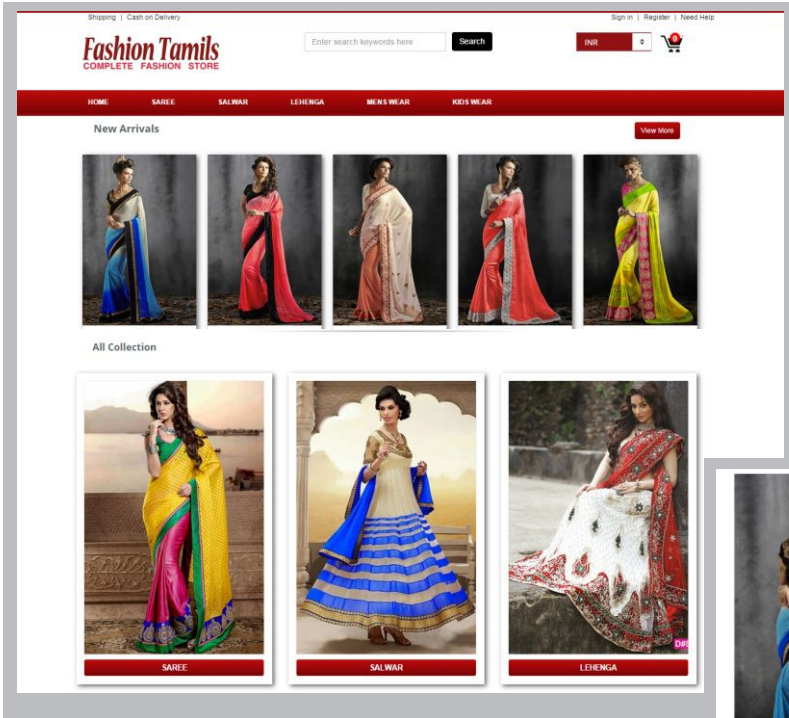 Shipping | Cash on Delivery
Sign in | Register | Need Help
Fashion Tamils
COMPLETE FASHION STORE
Enter search keywords here
Search
INR
0
HOME SAREE SALWAR LEHENGA MENS WEAR KIDS WEAR
New Arrivals
View More
All Collection
D#8
SAREE
SALWAR
LEHENGA